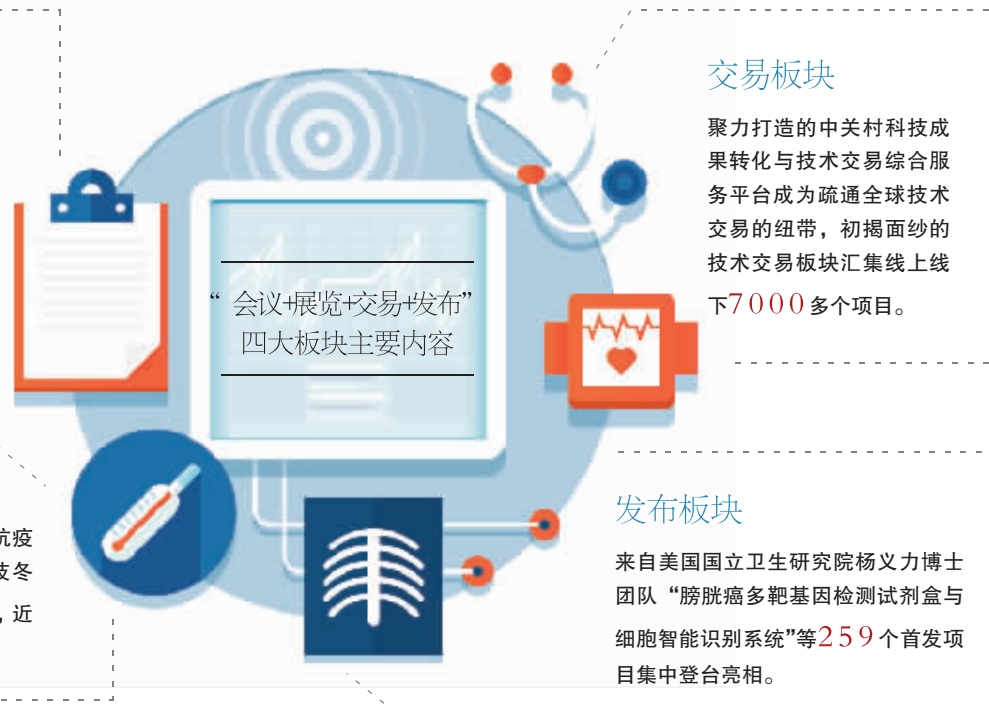 交易板块
聚力打造的中关村科技成
果转化与技术交易综合服
务平台成为疏通全球技术
交易的纽带，初揭面纱的
技术交易板块汇集线上线
下7000多个项目。
“会议+展览+交易+发布”
四大板块主要内容
发布板块
来自美国国立卫生研究院杨义力博士
团队“膀胱癌多靶基因检测试剂盒与
细胞智能识别系统”等259个首发项
目集中登台亮相。
疫
冬
，近